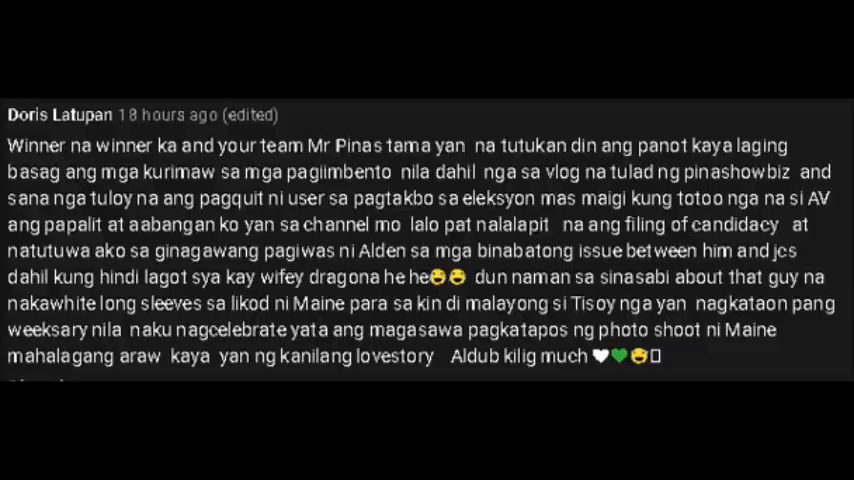 Doris Latupan 18 hours ago (edited)
Winner na winner ka and your team Mr Pinas tama yan na tutukan din ang panot kaya laging
basag ang mga kurimaw sa mga pagiimbento nila dahil nga sa vlog na tulad ng pinashowbiz and
sana nga tuloy na ang pagquit ni user sa pagtakbo sa eleksyon mas maigi kung totoo nga na si AV
ang papalit at aabangan ko yan sa channel mo lalo pat nalalapit na ang filing of candidacy at
natutuwa ako sa ginagawang pagiwas ni Alden sa mga binabatong issue between him and jcs
dahil kung hindi lagot sya kay wifey dragona he he😅😅 dun naman sa sinasabi about that guy na
nakawhite long sleeves sa likod ni Maine para sa kin di malayong si Tisoy nga yan nagkataon pang
weeksary nila naku nagcelebrate yata ang magasawa pagkatapos ng photo shoot ni Maine
mahalagang araw kaya yan ng kanilang lovestory Aldub kilig much 🤍💚😅